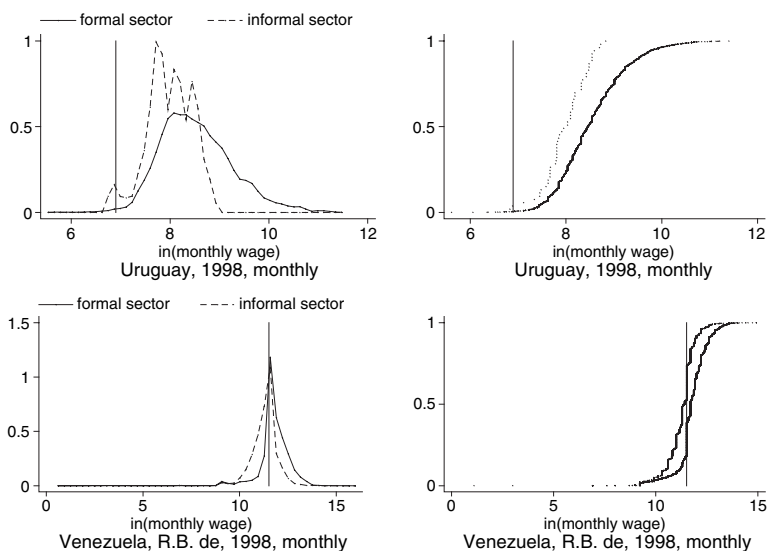 formal sector informal sector
1
0.5
0
6 8 10 12
in(monthly wage)
Uruguay, 1998, monthly
1
0.5
0
6 8 10 12
in(monthly wage)
Uruguay, 1998, monthly
formal sector informal sector
1.5
1
0.5
0
0 5 10 15
in(monthly wage)
Venezuela, R.B. de, 1998, monthly
1
0.5
0
0 5 10 15
in(monthly wage)
Venezuela, R.B. de, 1998, monthly